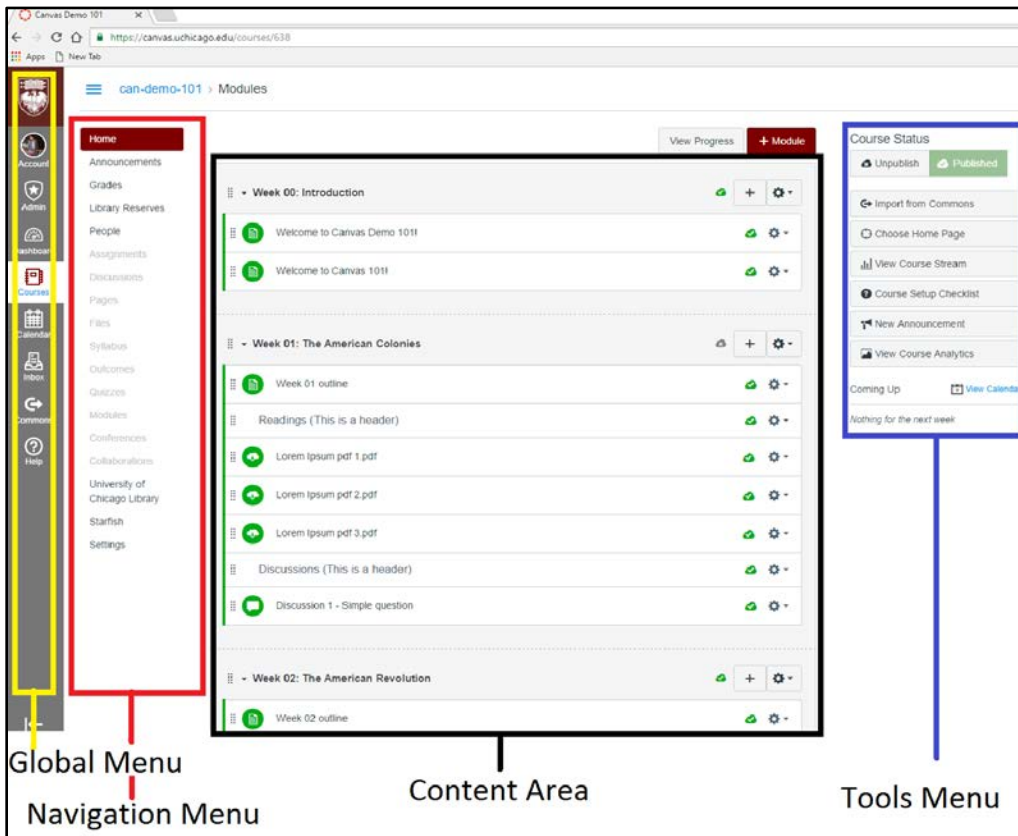 Canvas Demo 101
https://canvas.uchicago.edu/courses/638
Apps New Tab
can-demo-101 > Modules
Account
Admin
Dashboar
Courses
Calendar
Inbox
Commons
Help
Home
Announcements
Grades
Library Reserves
People
Assignments
Discussions
Pages
Files
Syllabus
Outcomes
Quizzes
Modules
Conferences
Collaborations
University of
Chicago Library
Starfish
Settings
View Progress + Module
Week 00: Introduction
Welcome to Canvas Demo 101!
Welcome to Canvas 101!
Week 01: The American Colonies
Week 01 outline
Readings (This is a header)
Lorem Ipsum pdf 1.pdf
Lorem Ipsum pdf 2.pdf
Lorem Ipsum pdf 3.pdf
Discussions (This is a header)
Discussion 1 - Simple question
Week 02: The American Revolution
Week 02 outline
Course Status
Unpublish Published
Import from Commons
Choose Home Page
View Course Stream
Course Setup Checklist
New Announcement
View Course Analytics
Coming Up View Calenda
Nothing for the next week
Global Menu
Navigation Menu
Content Area
Tools Menu